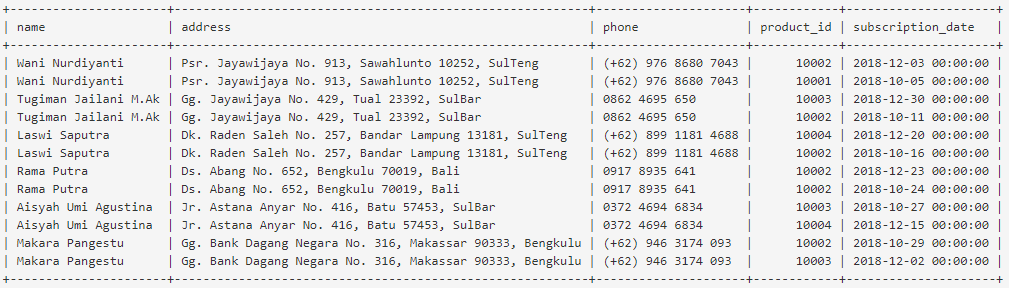 +-----------------------+----------------------------------------------------------+----------------------+------------+---------------------+
| name | address | phone | product_id | subscription_date |
+-----------------------+----------------------------------------------------------+----------------------+------------+---------------------+
| Wani Nurdiyanti | Psr. Jayawijaya No. 913, Sawahlunto 10252, SulTeng | (+62) 976 8680 7043 | 10002 | 2018-12-03 00:00:00 |
| Wani Nurdiyanti | Psr. Jayawijaya No. 913, Sawahlunto 10252, SulTeng | (+62) 976 8680 7043 | 10001 | 2018-10-05 00:00:00 |
| Tugiman Jailani M.Ak | Gg. Jayawijaya No. 429, Tual 23392, SulBar | 0862 4695 650 | 10003 | 2018-12-30 00:00:00 |
| Tugiman Jailani M.Ak | Gg. Jayawijaya No. 429, Tual 23392, SulBar | 0862 4695 650 | 10002 | 2018-10-11 00:00:00 |
| Laswi Saputra | Dk. Raden Saleh No. 257, Bandar Lampung 13181, SulTeng | (+62) 899 1181 4688 | 10004 | 2018-12-20 00:00:00 |
| Laswi Saputra | Dk. Raden Saleh No. 257, Bandar Lampung 13181, SulTeng | (+62) 899 1181 4688 | 10002 | 2018-10-16 00:00:00 |
| Rama Putra | Ds. Abang No. 652, Bengkulu 70019, Bali | 0917 8935 641 | 10002 | 2018-12-23 00:00:00 |
| Rama Putra | Ds. Abang No. 652, Bengkulu 70019, Bali | 0917 8935 641 | 10002 | 2018-10-24 00:00:00 |
| Aisyah Umi Agustina | Jr. Astana Anyar No. 416, Batu 57453, SulBar | 0372 4694 6834 | 10003 | 2018-10-27 00:00:00 |
| Aisyah Umi Agustina | Jr. Astana Anyar No. 416, Batu 57453, SulBar | 0372 4694 6834 | 10004 | 2018-12-15 00:00:00 |
| Makara Pangestu | Gg. Bank Dagang Negara No. 316, Makassar 90333, Bengkulu | (+62) 946 3174 093 | 10002 | 2018-10-29 00:00:00 |
| Makara Pangestu | Gg. Bank Dagang Negara No. 316, Makassar 90333, Bengkulu | (+62) 946 3174 093 | 10003 | 2018-12-02 00:00:00 |
+-----------------------+----------------------------------------------------------+----------------------+------------+---------------------+